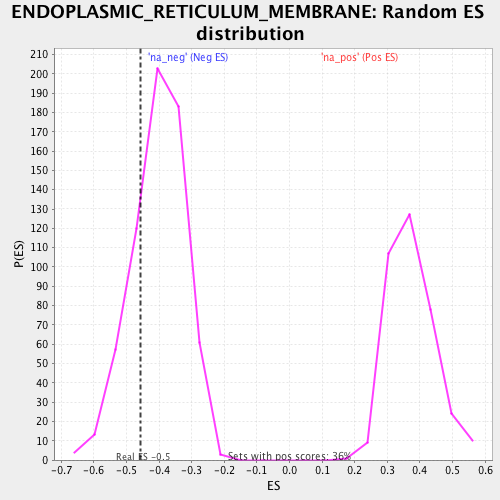 ENDOPLASMIC_RETICULUM_MEMBRANE: Random ES
distribution
'na_neg' (Neg ES)
'na_pos' (Pos ES)
210
200
190
180
170
160
150
140
130
120
110
100
90
80
70
60
50
40
30
20
10
0
P(ES)
Real ES -0.5
Sets with pos scores: 36%
-0.7 -0.6 -0.5 -0.4 -0.3 -0.2 -0.1 0.0 0.1 0.2 0.3 0.4 0.5 0.6
ES